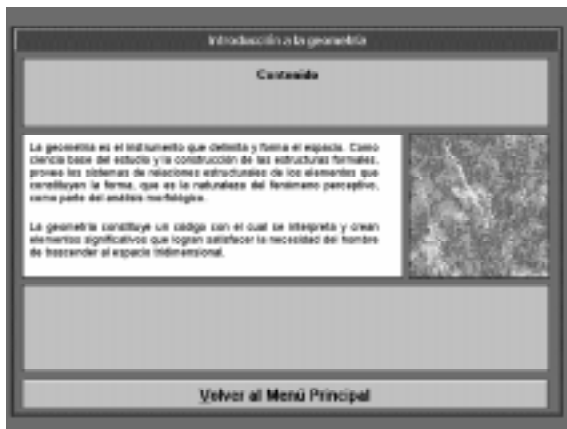 Introducción a la geometría
Contenido
La geometría es el instrumento que delimita y forma el espacio. Como
ciencia base del estudio y la construcción de las estructuras formales,
provee los sistemas de relaciones estructurales de los elementos que
constituyen la forma, que es la naturaleza del fenómeno perceptivo,
como parte del análisis morfológico.
La geometría constituye un código con el cual se interpreta y crean
elementos significativos que logran satisfacer la necesidad del hombre
de trascender al espacio tridimensional.
Volver al Menú Principal